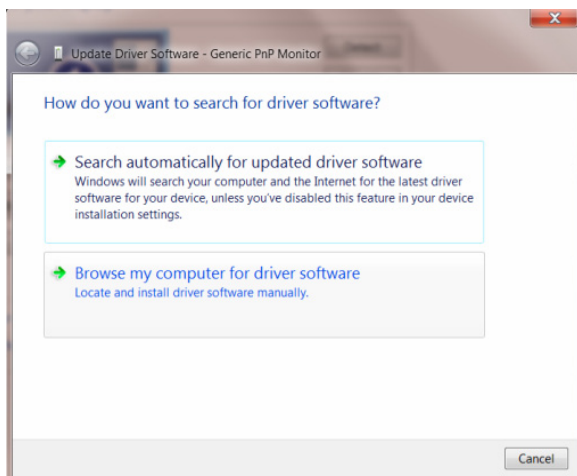 Update Driver Software - Generic PnP Monitor
How do you want to search for driver software?
Search automatically for updated driver software
Windows will search your computer and the Internet for the latest driver
software for your device, unless you've disabled this feature in your device
installation settings.
Browse my computer for driver software
Locate and install driver software manually.
Cancel